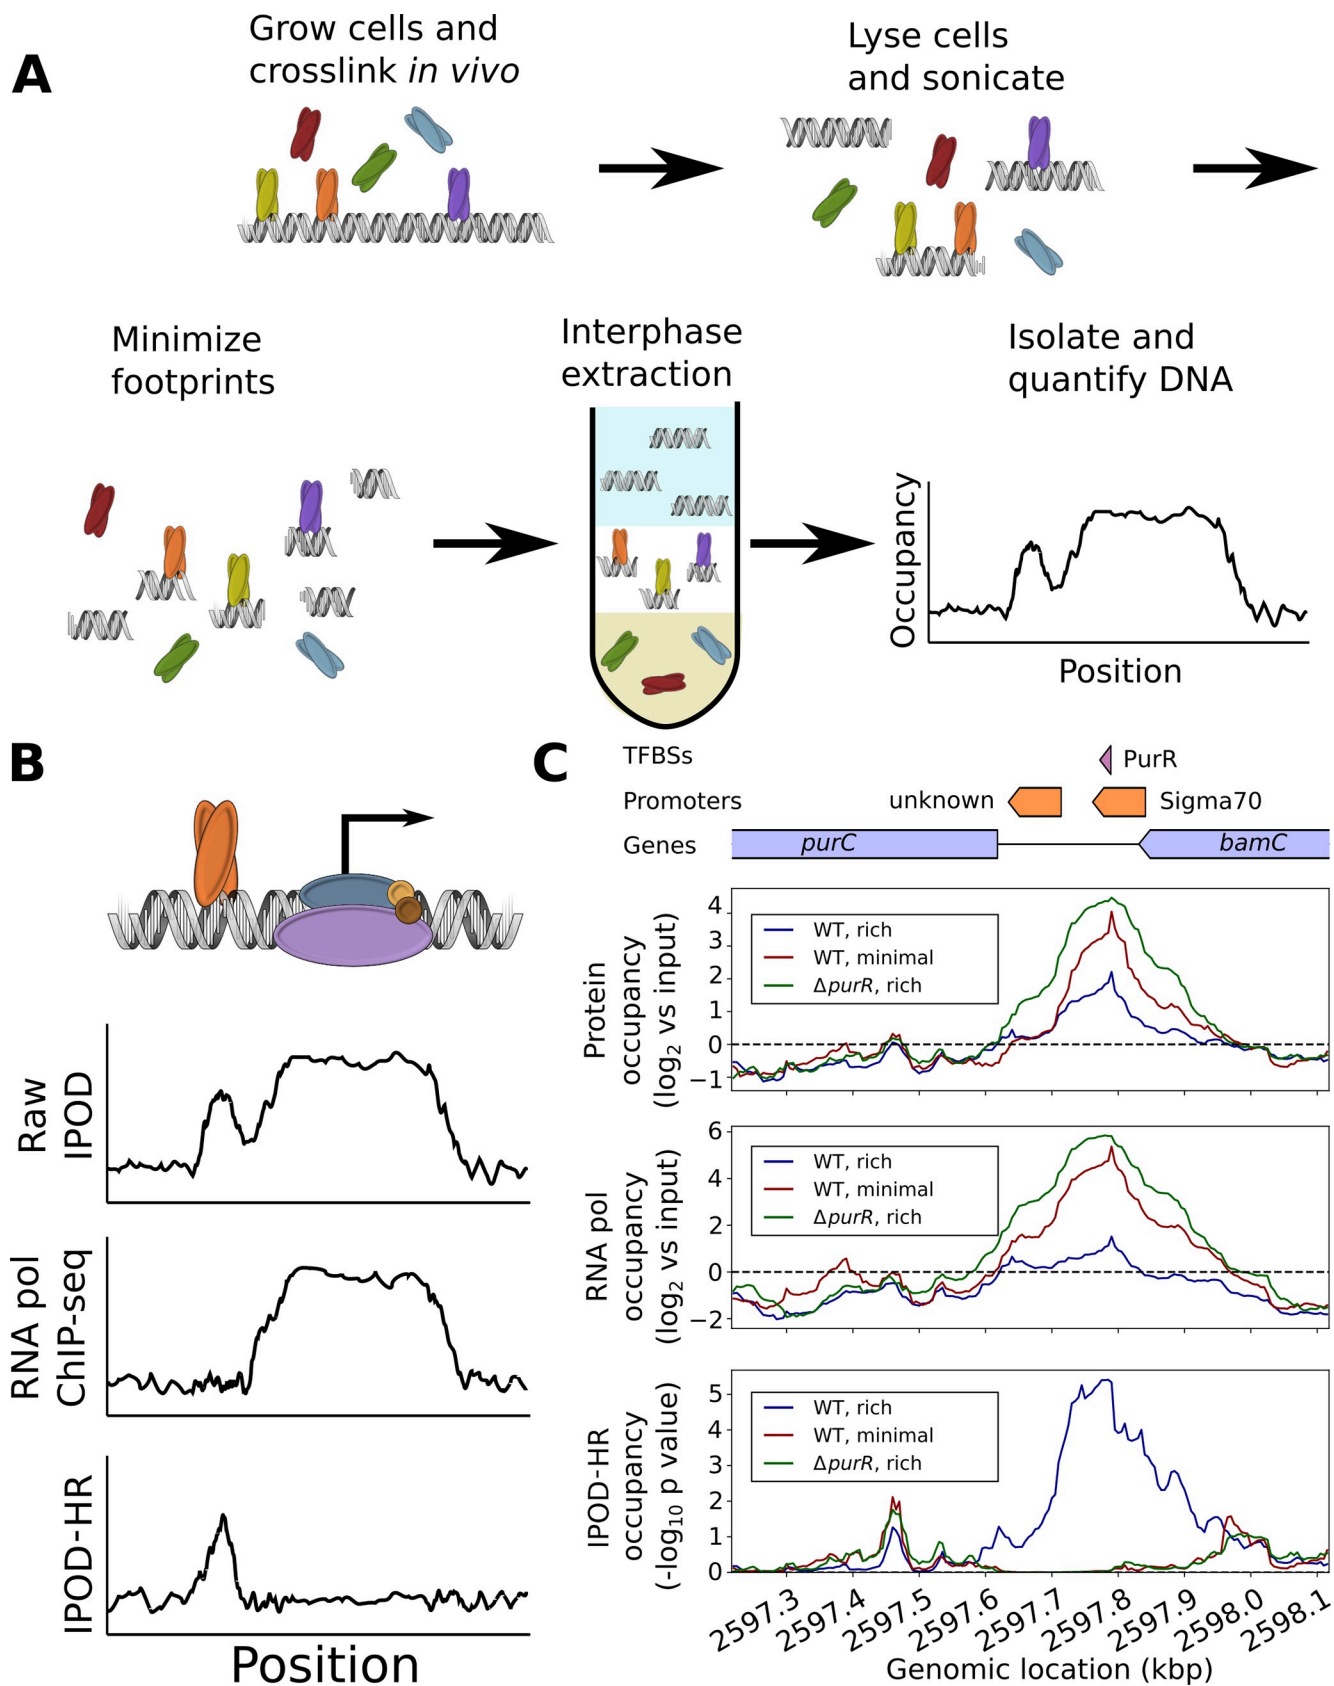 A
Grow cells and
crosslink in vivo
Lyse cells
and sonicate
Minimize
footprints
Interphase
extraction
Isolate and
quantify DNA
Occupancy
Position
B
Raw
IPOD
RNA pol
ChIP-seq
IPOD-HR
Position
C
TFBSs
PurR
Promoters
unknown
Sigma70
Genes
purC
bamC
Protein
occupancy
(log2 vs input)
4
3
2
1
0
−1
WT, rich
WT, minimal
ΔpurR, rich
RNA pol
occupancy
(log2 vs input)
6
4
2
0
−2
WT, rich
WT, minimal
ΔpurR, rich
IPOD-HR
occupancy
(-log10 p value)
5
4
3
2
1
0
WT, rich
WT, minimal
ΔpurR, rich
2597.3
2597.4
2597.5
2597.6
2597.7
2597.8
2597.9
2598.0
2598.1
Genomic location (kbp)